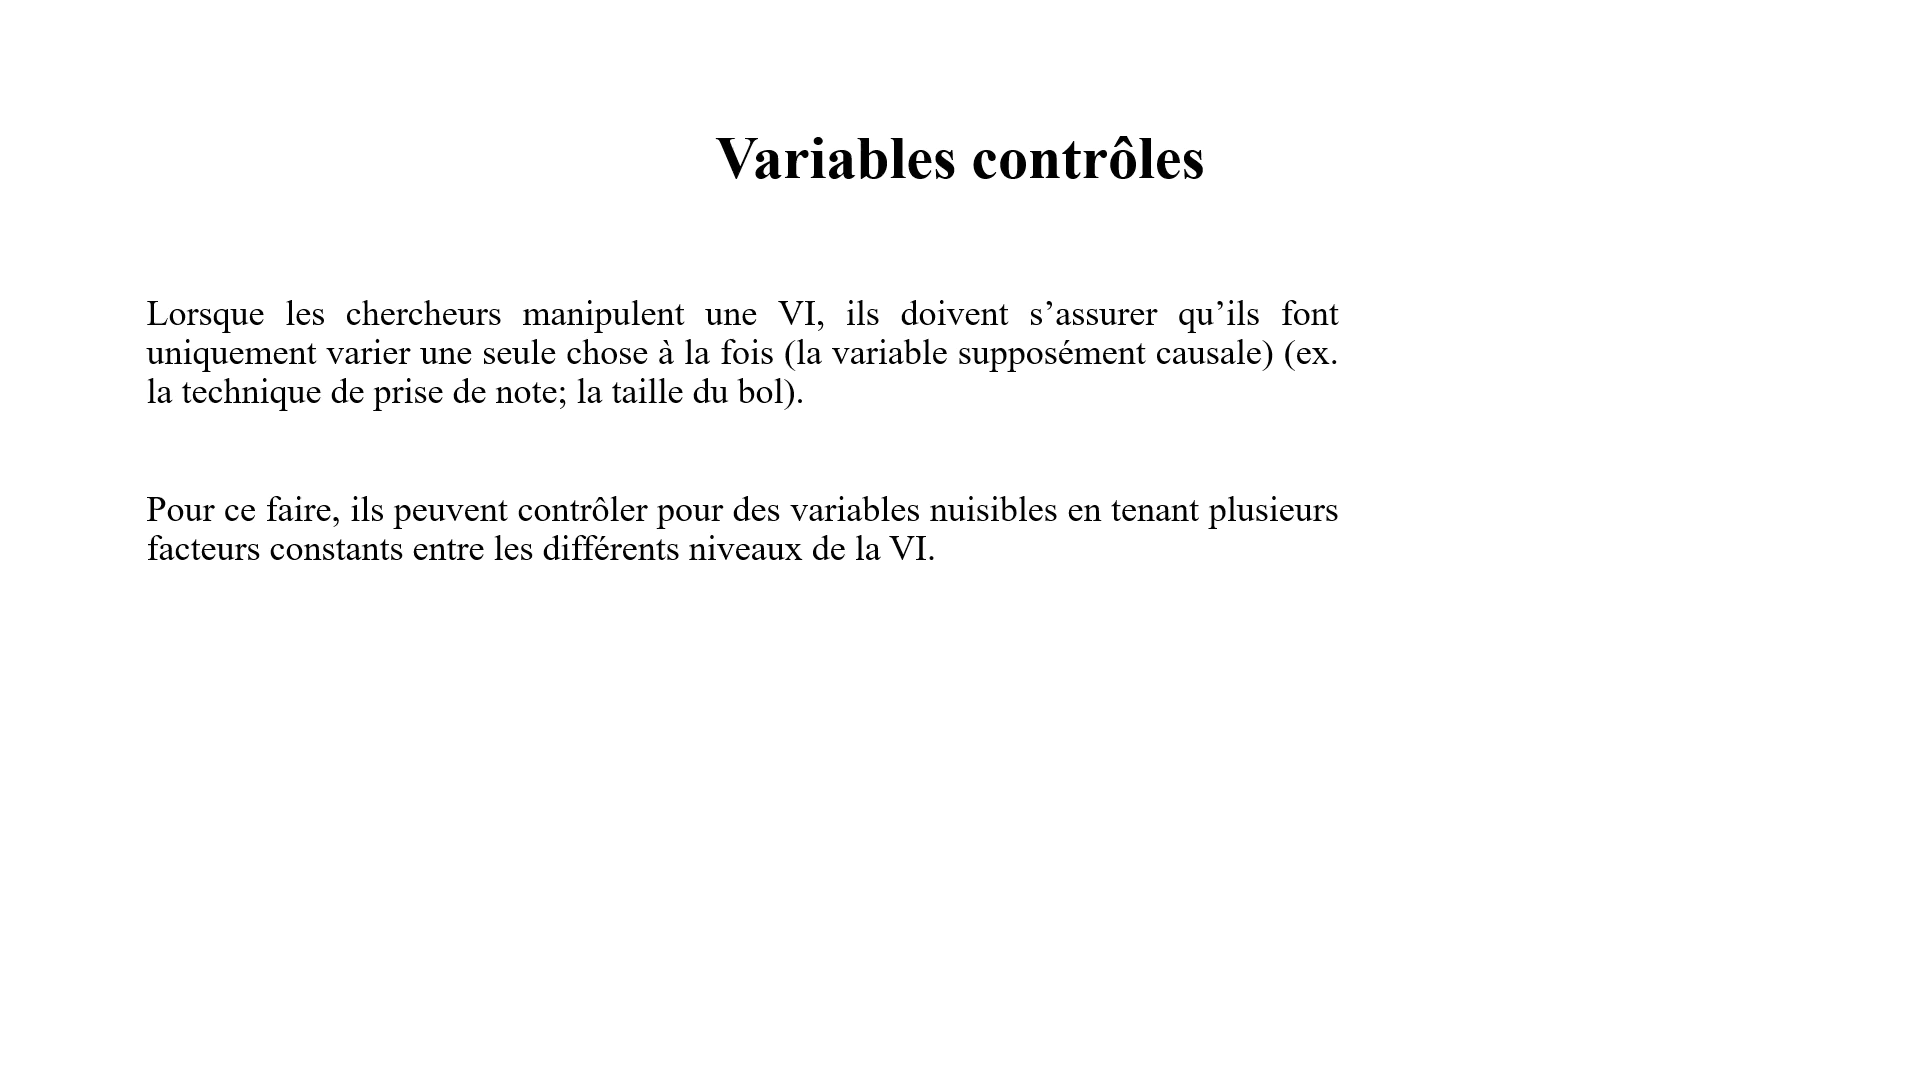 Variables contrôles
Lorsque les chercheurs manipulent une VI, ils doivent s’assurer qu’ils font
uniquement varier une seule chose à la fois (la variable supposément causale) (ex.
la technique de prise de note; la taille du bol).
Pour ce faire, ils peuvent contrôler pour des variables nuisibles en tenant plusieurs
facteurs constants entre les différents niveaux de la VI.